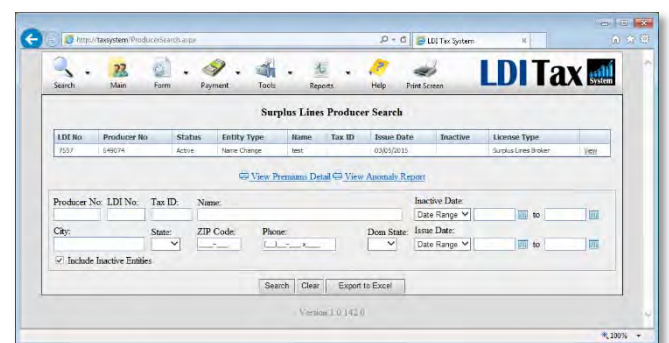 http://taxsystem/ProducerSearch.aspx
LDI Tax System
Search Main Form Payment Tools Reports Help Print Screen
LDI Tax System
Surplus Lines Producer Search
LDI No Producer No Status Entity Type Name Tax ID Issue Date Inactive License Type
7557 649074 Active Name Change test 03/05/2015 Surplus Lines Broker View
View Premiums Detail View Anomaly Report
Producer No: LDI No: Tax ID: Name: Inactive Date:
Date Range to
City: State: ZIP Code: Phone: Dom State: Issue Date:
Date Range to
Include Inactive Entities
Search Clear Export to Excel
Version 1.0.142.0
100%